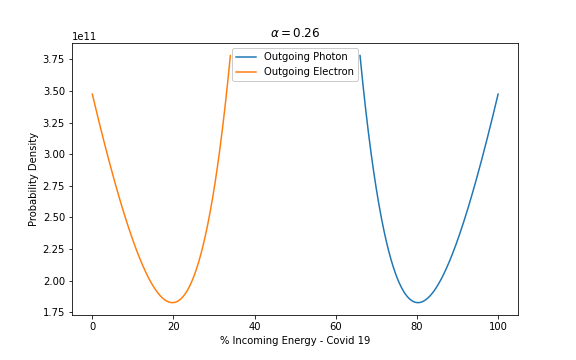 α = 0.26
1e11
Outgoing Photon
Outgoing Electron
3.75
3.50
3.25
3.00
2.75
2.50
2.25
2.00
1.75
Probability Density
0 20 40 60 80 100
% Incoming Energy - Covid 19